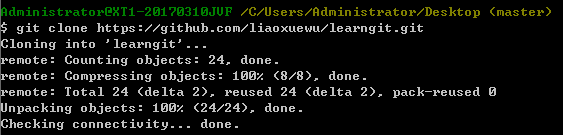 Administrator@XT1-20170310JVF /C/Users/Administrator/Desktop (master)
$ git clone https://github.com/liaoxuewu/learngit.git
Cloning into 'learngit'...
remote: Counting objects: 24, done.
remote: Compressing objects: 100% (8/8), done.
remote: Total 24 (delta 2), reused 24 (delta 2), pack-reused 0
Unpacking objects: 100% (24/24), done.
Checking connectivity... done.